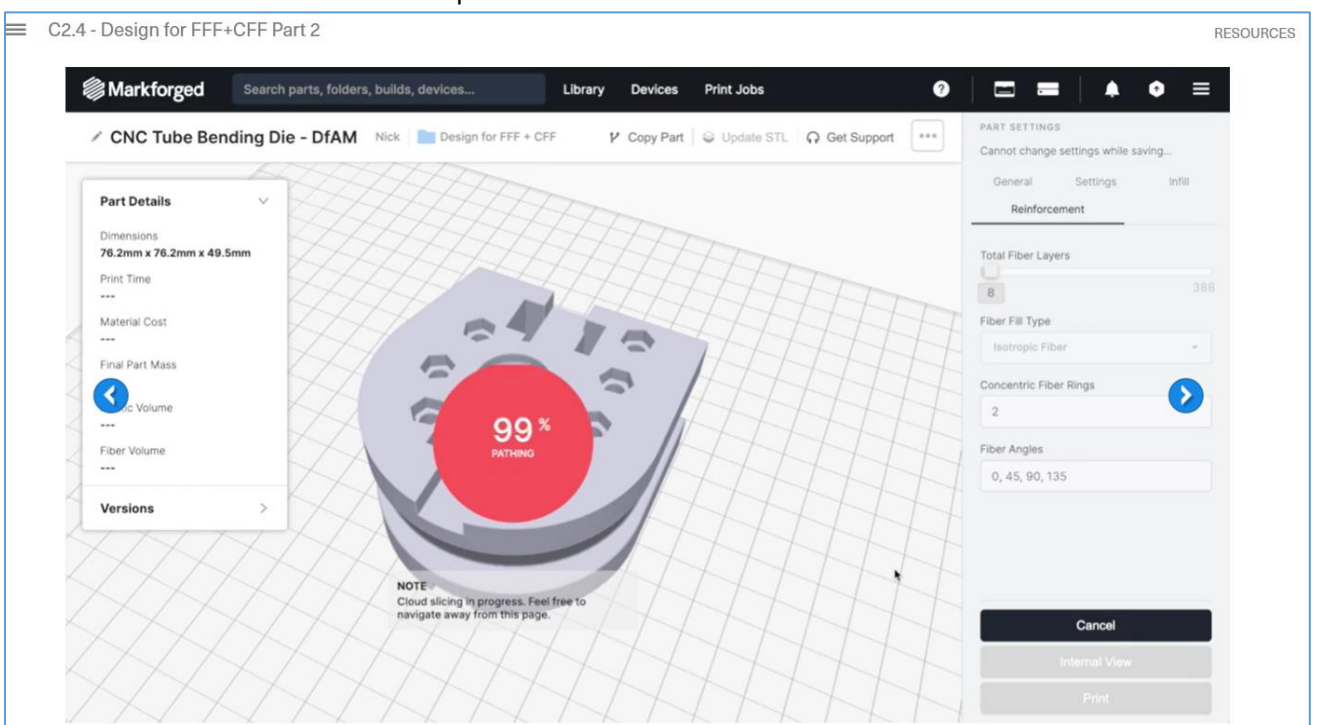 C2.4 - Design for FFF+CFF Part 2
RESOURCES
Markforged
Search parts, folders, builds, devices...
Library
Devices
Print Jobs
CNC Tube Bending Die - DfAM
Nick
Design for FFF + CFF
Copy Part
Update STL
Get Support
Part Details
Dimensions
76.2mm x 76.2mm x 49.5mm
Print Time
---
Material Cost
---
Final Part Mass
Volume
---
Fiber Volume
---
Versions
99 %
PATHING
NOTE
Cloud slicing in progress. Feel free to
navigate away from this page.
PART SETTINGS
Cannot change settings while saving...
General
Settings
Infill
Reinforcement
Total Fiber Layers
8
388
Fiber Fill Type
Isotropic Fiber
Concentric Fiber Rings
2
Fiber Angles
0, 45, 90, 135
Cancel
Internal View
Print